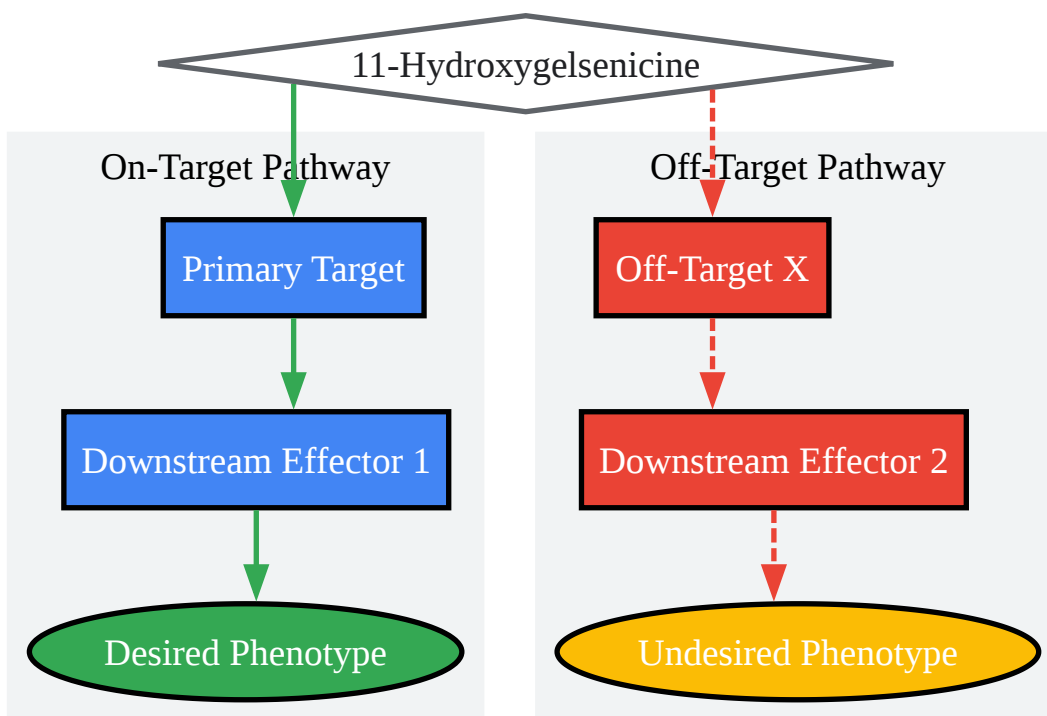 11-Hydroxygelsenicine
On-Target Pathway
Off-Target Pathway
Primary Target
Off-Target X
Downstream Effector 1
Downstream Effector 2
Desired Phenotype
Undesired Phenotype